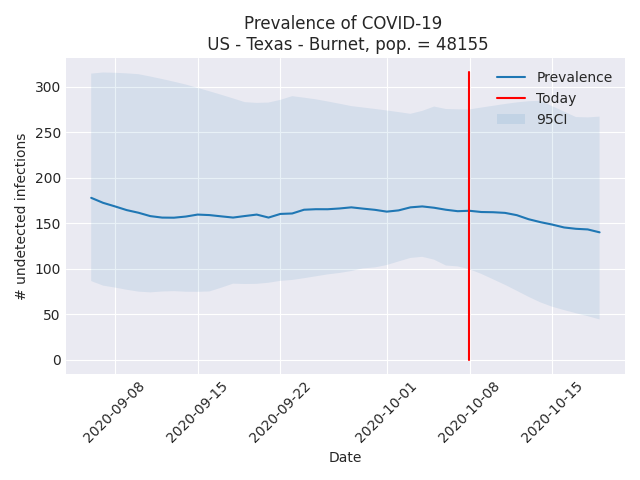 Prevalence of COVID-19
US - Texas - Burnet, pop. = 48155
Prevalence
Today
95CI
# undetected infections
300
250
200
150
100
50
0
2020-09-08
2020-09-15
2020-09-22
2020-10-01
2020-10-08
2020-10-15
Date